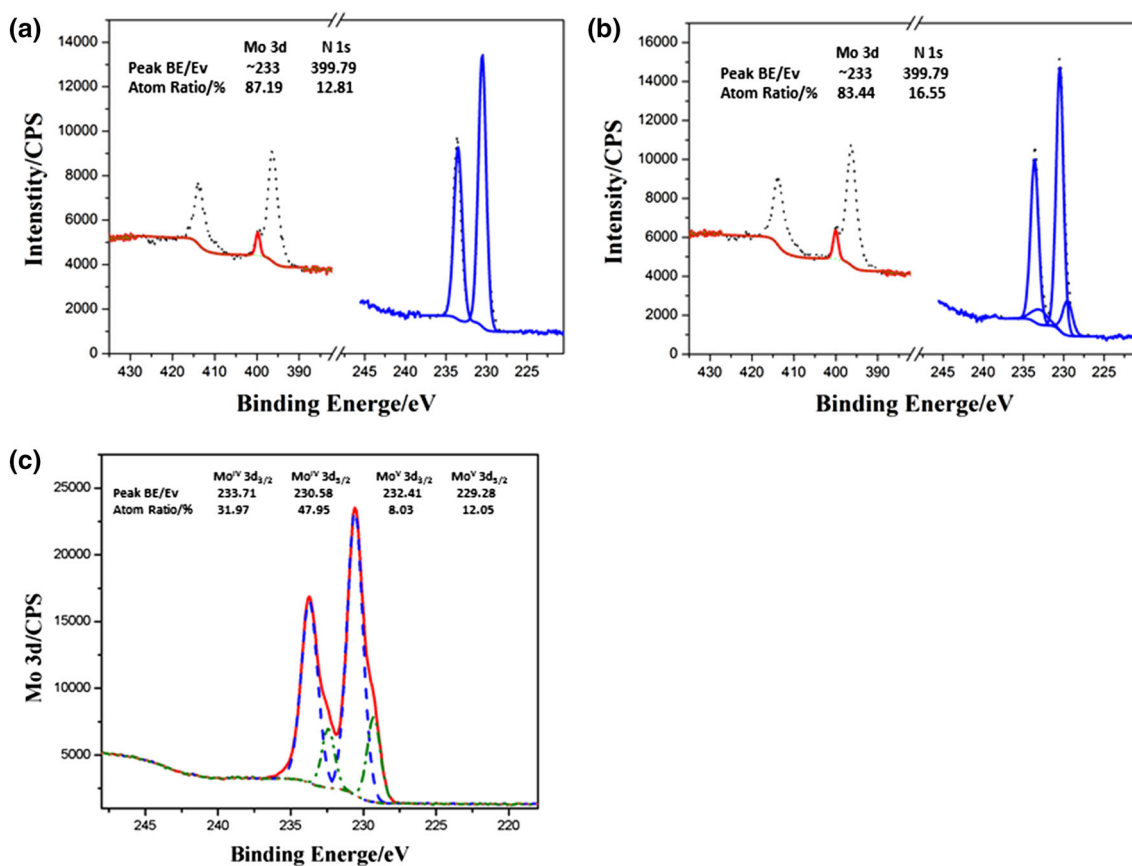 (a)
Mo 3d N 1s
Peak BE/Ev ~233 399.79
Atom Ratio/% 87.19 12.81
14000
12000
10000
8000
6000
4000
2000
0
Intenstity/CPS
430 420 410 400 390 245 240 235 230 225
Binding Energe/eV
(b)
Mo 3d N 1s
Peak BE/Ev ~233 399.79
Atom Ratio/% 83.44 16.55
16000
14000
12000
10000
8000
6000
4000
2000
0
Intensity/CPS
430 420 410 400 390 245 240 235 230 225 220
Binding Energe/eV
(c)
Mo^IV 3d3/2 Mo^IV 3d5/2 Mo^V 3d3/2 Mo^V 3d5/2
Peak BE/Ev 233.71 230.58 232.41 229.28
Atom Ratio/% 31.97 47.95 8.03 12.05
25000
20000
15000
10000
5000
Mo 3d/CPS
245 240 235 230 225 220
Binding Energe/eV